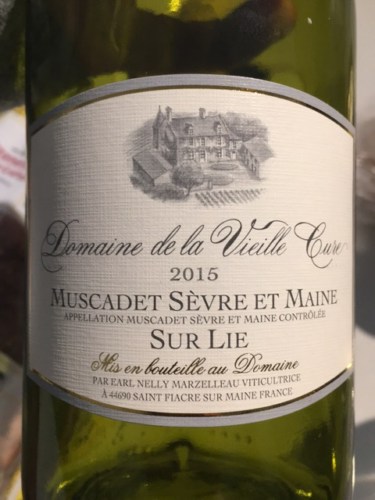 Domaine de la Vieille Cure
2015
MUSCADET SÈVRE ET MAINE
APPELLATION MUSCADET SÈVRE ET MAINE CONTRÔLÉE
SUR LIE
Mis en bouteille au Domaine
PAR EARL NELLY MARZELLEAU VITICULTRICE
À 44690 SAINT FIACRE SUR MAINE FRANCE